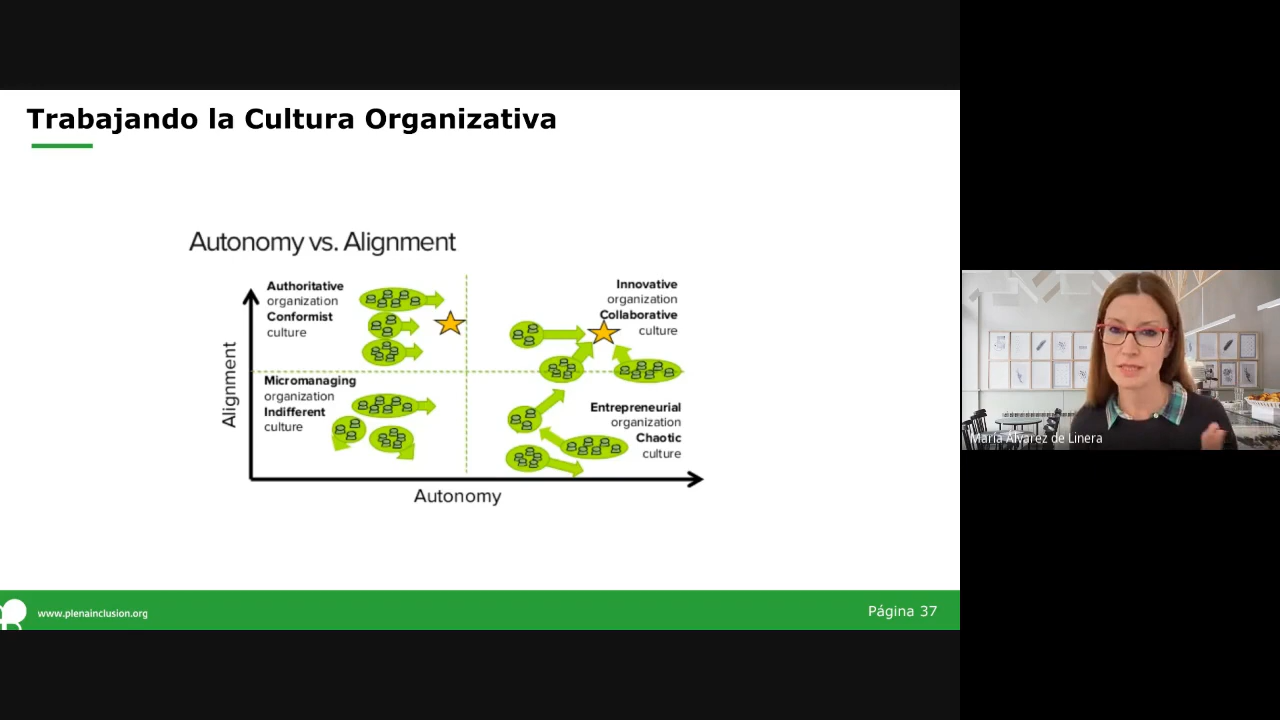 Trabajando la Cultura Organizativa
Autonomy vs. Alignment
Authoritative
organization
Conformist
culture
Innovative
organization
Collaborative
culture
Alignment
Micromanaging
organization
Indifferent
culture
Entrepreneurial
organization
Chaotic
culture
Autonomy
María Álvarez de Linera
www.plenainclusion.org
Página 37